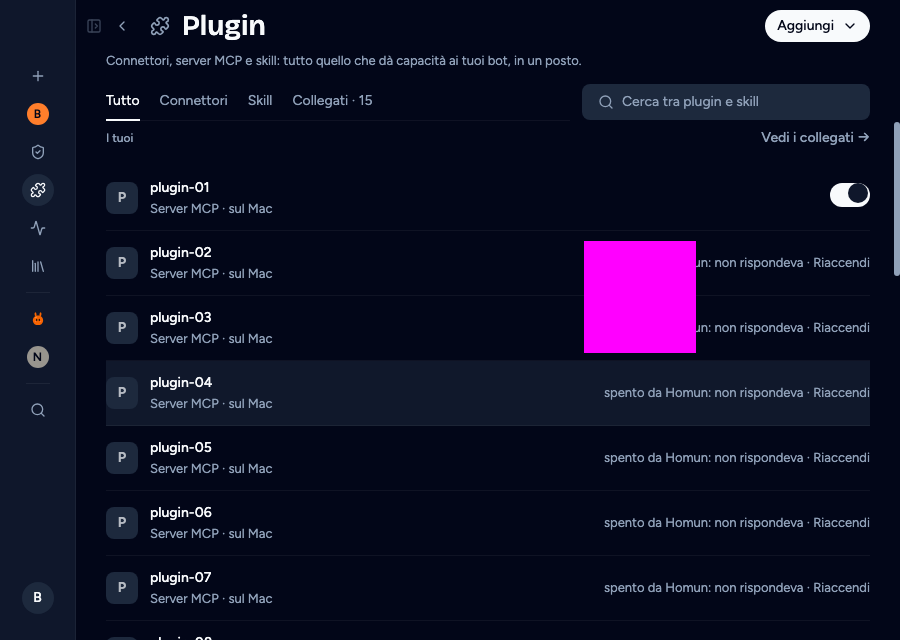 Plugin
Aggiungi
Connettori, server MCP e skill: tutto quello che dà capacità ai tuoi bot, in un posto.
Tutto Connettori Skill Collegati · 15
Cerca tra plugin e skill
I tuoi
Vedi i collegati →
B
P plugin-01
Server MCP · sul Mac
P plugin-02
Server MCP · sul Mac
non rispondeva · Riaccendi
P plugin-03
Server MCP · sul Mac
non rispondeva · Riaccendi
N
P plugin-04
Server MCP · sul Mac
spento da Homun: non rispondeva · Riaccendi
P plugin-05
Server MCP · sul Mac
spento da Homun: non rispondeva · Riaccendi
P plugin-06
Server MCP · sul Mac
spento da Homun: non rispondeva · Riaccendi
P plugin-07
Server MCP · sul Mac
spento da Homun: non rispondeva · Riaccendi
B